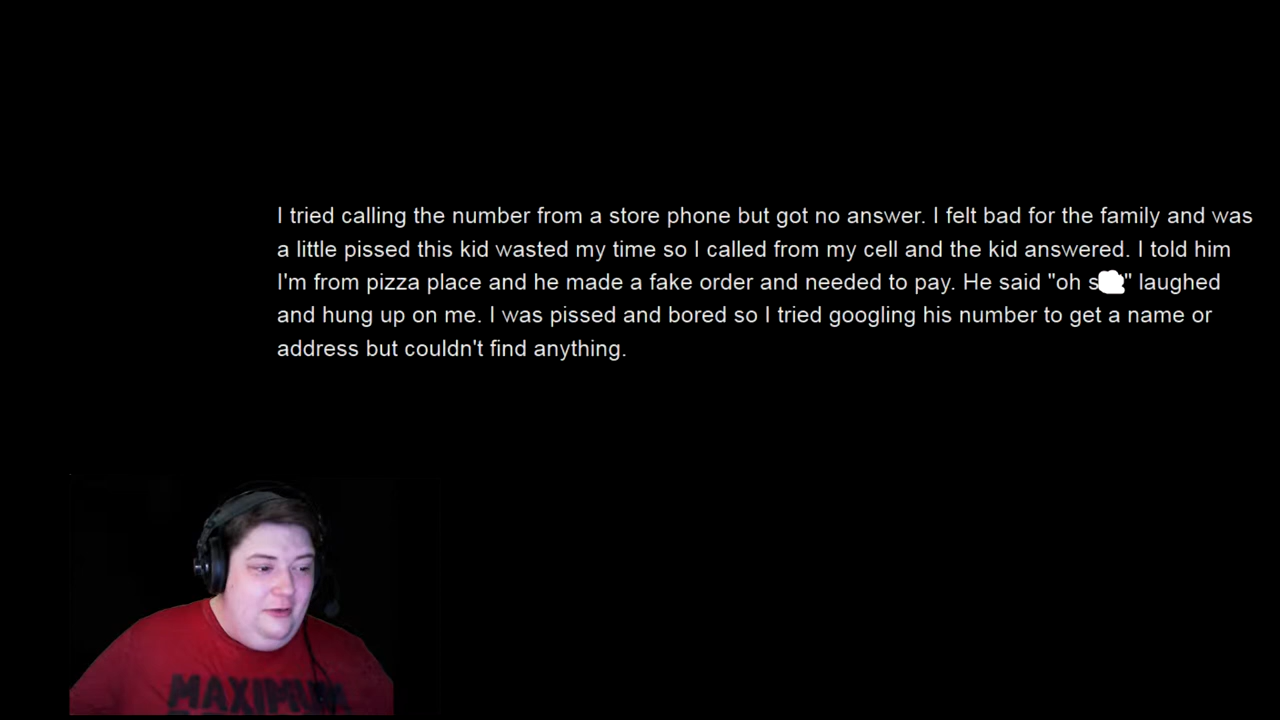 I tried calling the number from a store phone but got no answer. I felt bad for the family and was
a little pissed this kid wasted my time so I called from my cell and the kid answered. I told him
I'm from pizza place and he made a fake order and needed to pay. He said "oh s" laughed
and hung up on me. I was pissed and bored so I tried googling his number to get a name or
address but couldn't find anything.
MAXIMUM